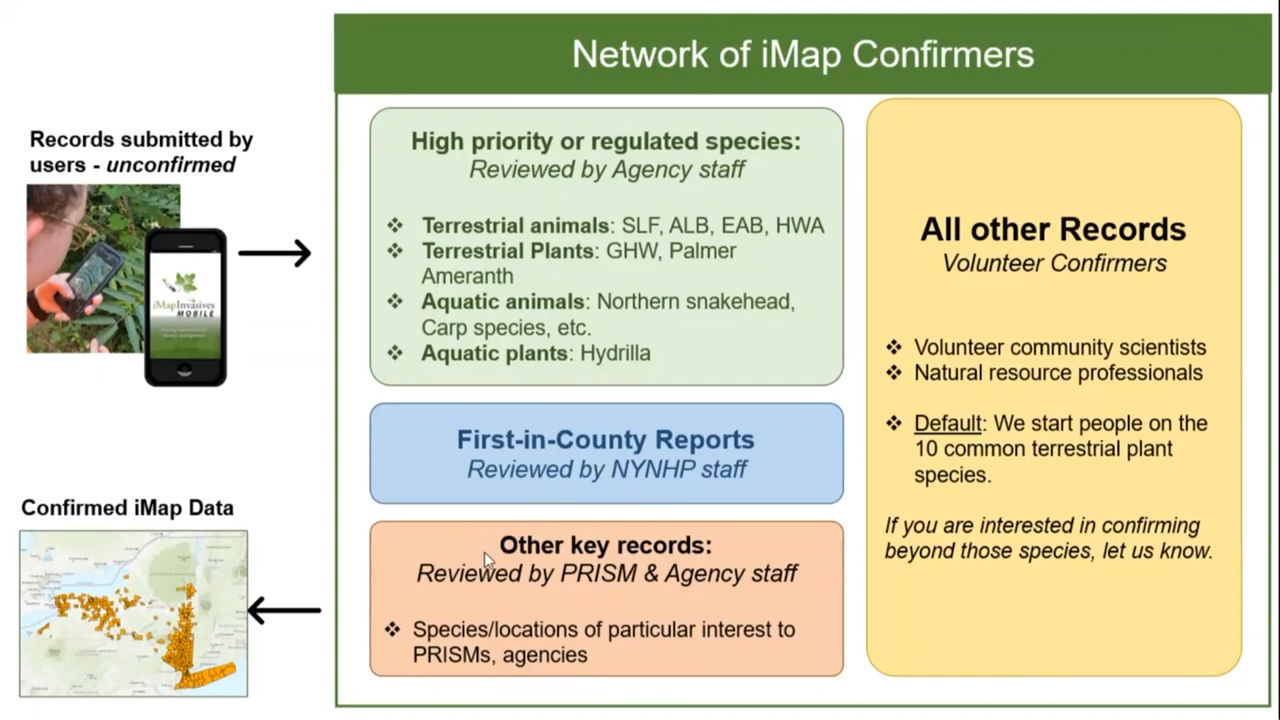 Network of iMap Confirmers
Records submitted by
users - unconfirmed
iMapInvasives
MOBILE
High priority or regulated species:
Reviewed by Agency staff
❖ Terrestrial animals: SLF, ALB, EAB, HWA
❖ Terrestrial Plants: GHW, Palmer
Ameranth
❖ Aquatic animals: Northern snakehead,
Carp species, etc.
❖ Aquatic plants: Hydrilla
First-in-County Reports
Reviewed by NYNHP staff
Other key records:
Reviewed by PRISM & Agency staff
❖ Species/locations of particular interest to
PRISMs, agencies
All other Records
Volunteer Confirmers
❖ Volunteer community scientists
❖ Natural resource professionals
❖ Default: We start people on the
10 common terrestrial plant
species.
If you are interested in confirming
beyond those species, let us know.
Confirmed iMap Data